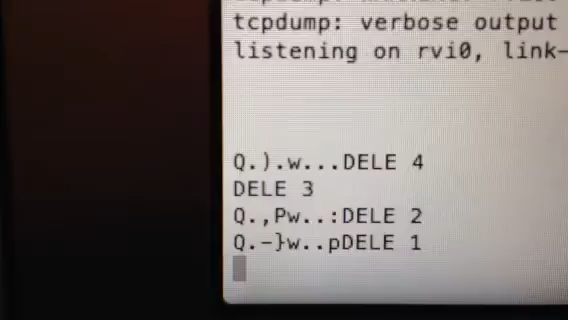 tcpdump: verbose output
listening on rvi0, link-
Q.).w...DELE 4
DELE 3
Q.,Pw..:DELE 2
Q.-}w..pDELE 1